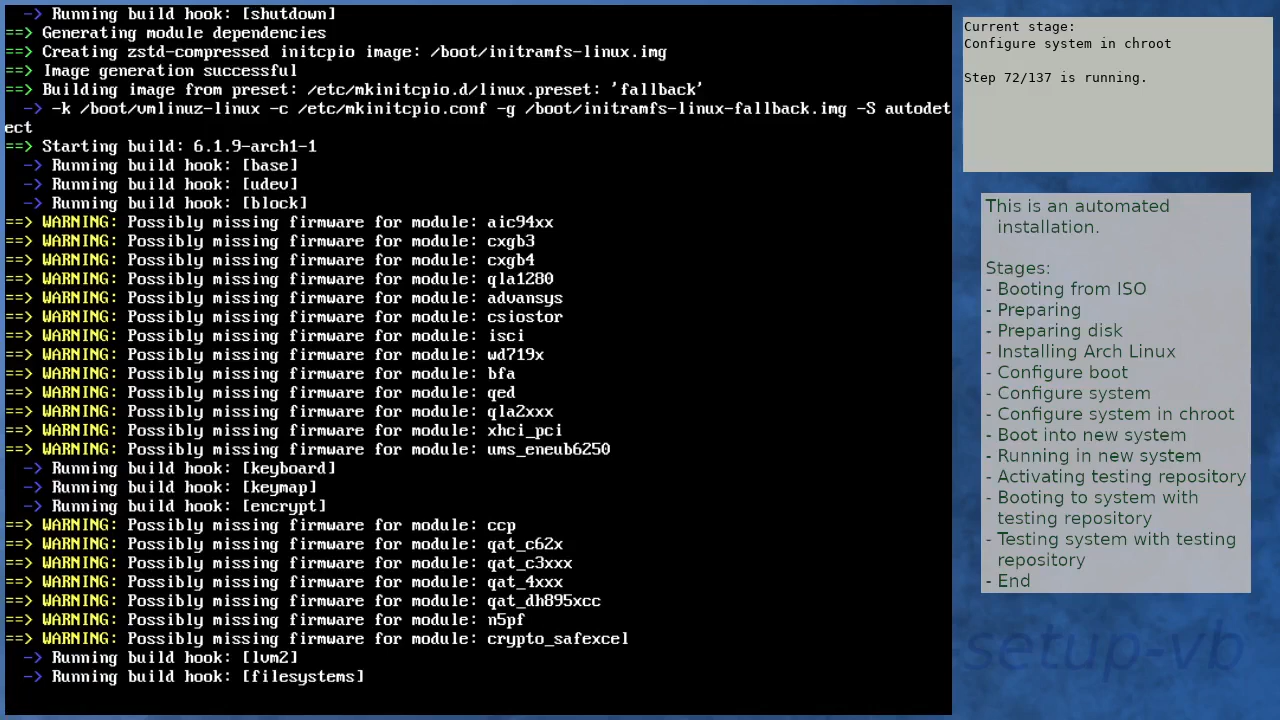 -> Running build hook: [shutdown]
==> Generating module dependencies
==> Creating zstd-compressed initcpio image: /boot/initramfs-linux.img
==> Image generation successful
==> Building image from preset: /etc/mkinitcpio.d/linux.preset: 'fallback'
-> -k /boot/vmlinuz-linux -c /etc/mkinitcpio.conf -g /boot/initramfs-linux-fallback.img -S autodet
ect
==> Starting build: 6.1.9-arch1-1
-> Running build hook: [base]
-> Running build hook: [udev]
-> Running build hook: [block]
==> WARNING: Possibly missing firmware for module: aic94xx
==> WARNING: Possibly missing firmware for module: cxgb3
==> WARNING: Possibly missing firmware for module: cxgb4
==> WARNING: Possibly missing firmware for module: qla1280
==> WARNING: Possibly missing firmware for module: advansys
==> WARNING: Possibly missing firmware for module: csiostor
==> WARNING: Possibly missing firmware for module: isci
==> WARNING: Possibly missing firmware for module: wd719x
==> WARNING: Possibly missing firmware for module: bfa
==> WARNING: Possibly missing firmware for module: qed
==> WARNING: Possibly missing firmware for module: qla2xxx
==> WARNING: Possibly missing firmware for module: xhci_pci
==> WARNING: Possibly missing firmware for module: ums_eneub6250
-> Running build hook: [keyboard]
-> Running build hook: [keymap]
-> Running build hook: [encrypt]
==> WARNING: Possibly missing firmware for module: ccp
==> WARNING: Possibly missing firmware for module: qat_c62x
==> WARNING: Possibly missing firmware for module: qat_c3xxx
==> WARNING: Possibly missing firmware for module: qat_4xxx
==> WARNING: Possibly missing firmware for module: qat_dh895xcc
==> WARNING: Possibly missing firmware for module: n5pf
==> WARNING: Possibly missing firmware for module: crypto_safexcel
-> Running build hook: [lvm2]
-> Running build hook: [filesystems]
Current stage:
Configure system in chroot
Step 72/137 is running.
This is an automated
installation.
Stages:
- Booting from ISO
- Preparing
- Preparing disk
- Installing Arch Linux
- Configure boot
- Configure system
- Configure system in chroot
- Boot into new system
- Running in new system
- Activating testing repository
- Booting to system with
testing repository
- Testing system with testing
repository
- End
setup-vb